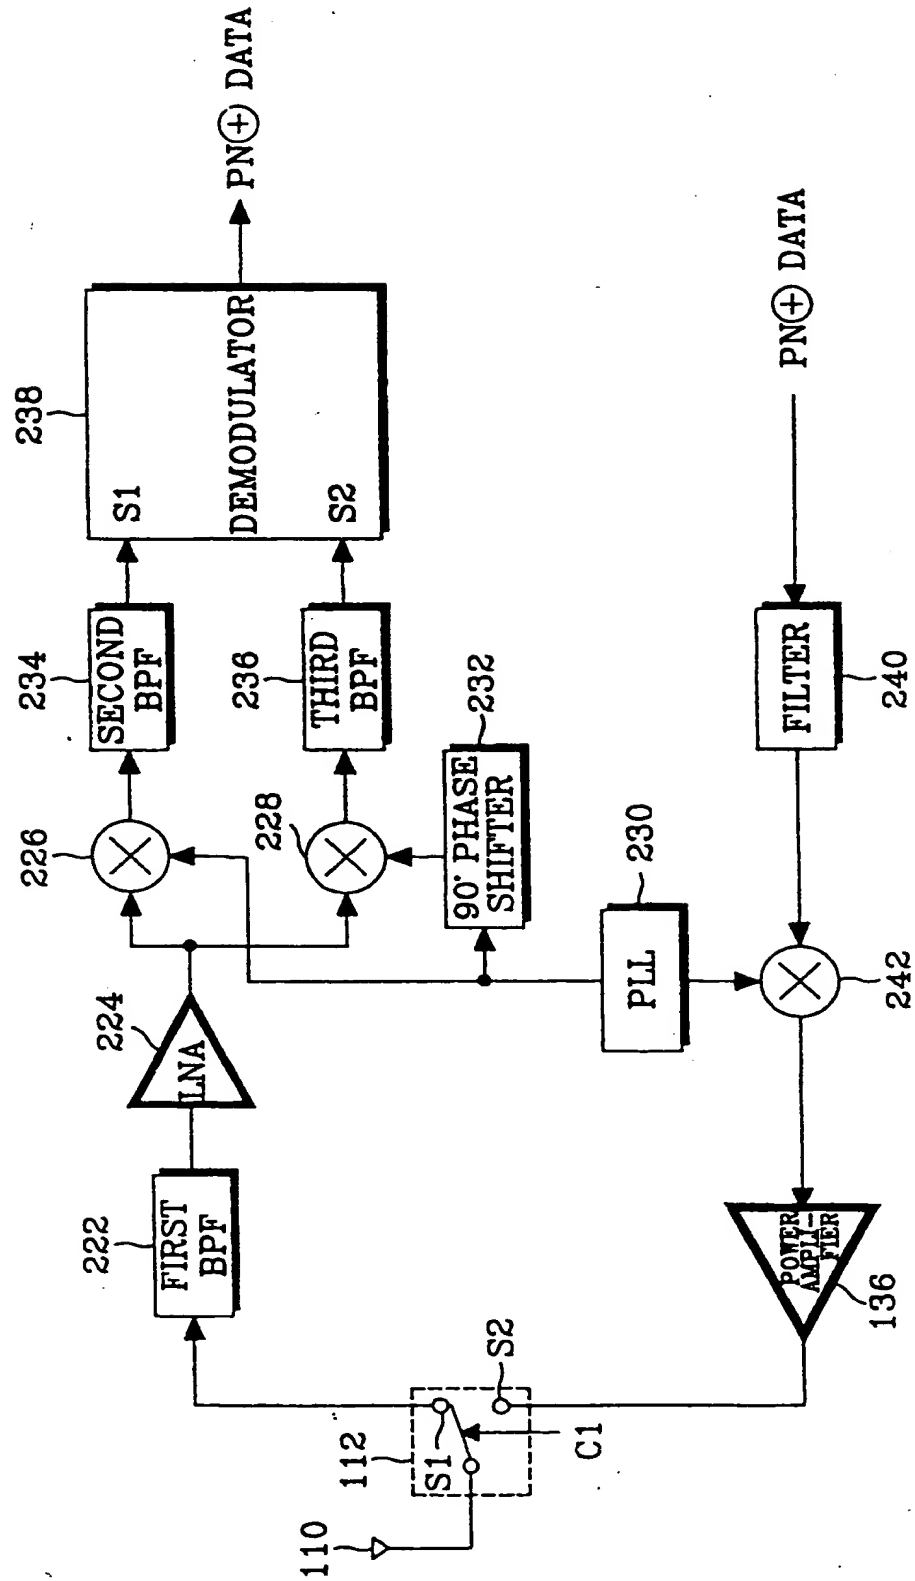 110
112
S1
S2
C1
222
FIRST
BPF
224
LNA
226
228
234
SECOND
BPF
236
THIRD
BPF
232
90° PHASE
SHIFTER
230
PLL
238
S1
DEMODULATOR
S2
PN⊕DATA
PN⊕DATA
240
FILTER
242
POWER
AMPLI-
FIER
136